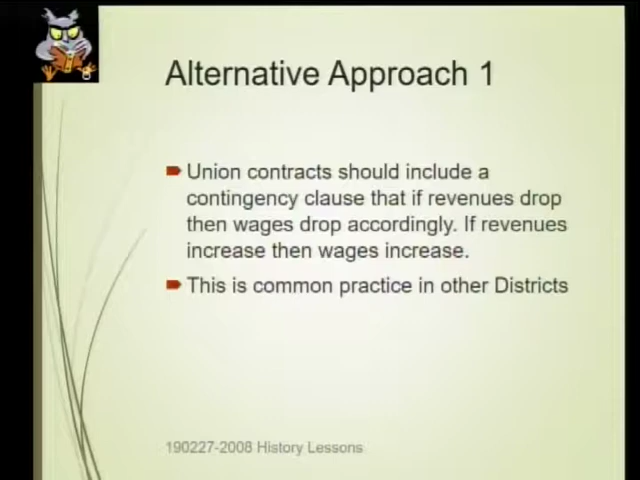 Alternative Approach 1
Union contracts should include a
contingency clause that if revenues drop
then wages drop accordingly. If revenues
increase then wages increase.
This is common practice in other Districts
190227-2008 History Lessons